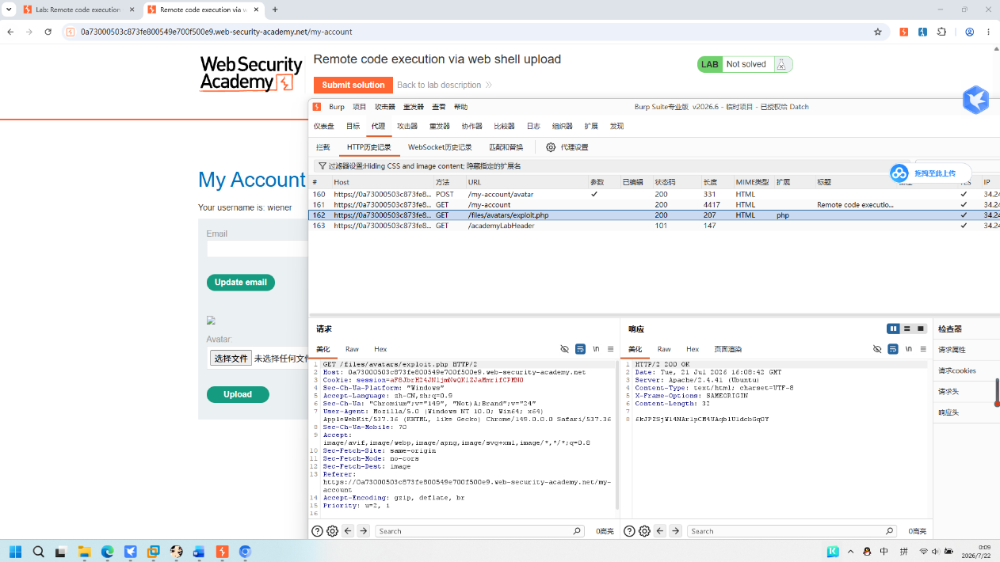 Lab: Remote code execution
Remote code execution via w
0a73000503c873fe800549e700f500e9.web-security-academy.net/my-account
WebSecurity
Academy
Remote code execution via web shell upload
LAB Not solved
Submit solution
Back to lab description
My Account
Your username is: wiener
Email
Update email
Avatar:
选择文件 未选择任何文件
Upload
Burp 项目 攻击器 重发器 查看 帮助
Burp Suite专业版 v2026.6 - 临时项目 - 已授权给 Datch
仪表盘 目标 代理 攻击器 重发器 协作器 比较器 日志 组织器 扩展 发现
拦截 HTTP历史记录 WebSocket历史记录 匹配和替换 代理设置
过滤器设置:Hiding CSS and image content; 隐藏指定的扩展名
拖拽至此上传
# Host 方法 URL 参数 已编辑 状态码 长度 MIME类型 扩展 标题 IP
160 https://0a73000503c873fe8... POST /my-account/avatar ✓ 200 331 HTML ✓ 34.24
161 https://0a73000503c873fe8... GET /my-account 200 4417 HTML Remote code executio... ✓ 34.24
162 https://0a73000503c873fe8... GET /files/avatars/exploit.php 200 207 HTML php ✓ 34.24
163 https://0a73000503c873fe8... GET /academyLabHeader 101 147 ✓ 34.24
请求
美化 Raw Hex \n
1 GET /files/avatars/exploit.php HTTP/2
2 Host: 0a73000503c873fe800549e700f500e9.web-security-academy.net
3 Cookie:
4 Sec-Ch-Ua-Platform: "Windows"
5 Accept-Language: zh-CN,zh;q=0.9
6 Sec-Ch-Ua: "Chromium";v="149", "Not)A;Brand";v="24"
7 User-Agent: Mozilla/5.0 (Windows NT 10.0; Win64; x64)
AppleWebKit/537.36 (KHTML, like Gecko) Chrome/149.0.0.0 Safari/537.36
8 Sec-Ch-Ua-Mobile: ?0
9 Accept:
image/avif,image/webp,image/apng,image/svg+xml,image/*,*/*;q=0.8
10 Sec-Fetch-Site: same-origin
11 Sec-Fetch-Mode: no-cors
12 Sec-Fetch-Dest: image
13 Referer:
https://0a73000503c873fe800549e700f500e9.web-security-academy.net/my-
account
14 Accept-Encoding: gzip, deflate, br
15 Priority: u=2, i
16
Search 0高亮
响应
美化 Raw Hex 页面渲染 \n
1 HTTP/2 200 OK
2 Date: Tue, 21 Jul 2026 16:08:42 GMT
3 Server: Apache/2.4.41 (Ubuntu)
4 Content-Type: text/html; charset=UTF-8
5 X-Frame-Options: SAMEORIGIN
6 Content-Length: 32
7
8
Search 0高亮
检查器
请求属性
请求cookies
请求头
响应头
中 拼
0:09
2026/7/22